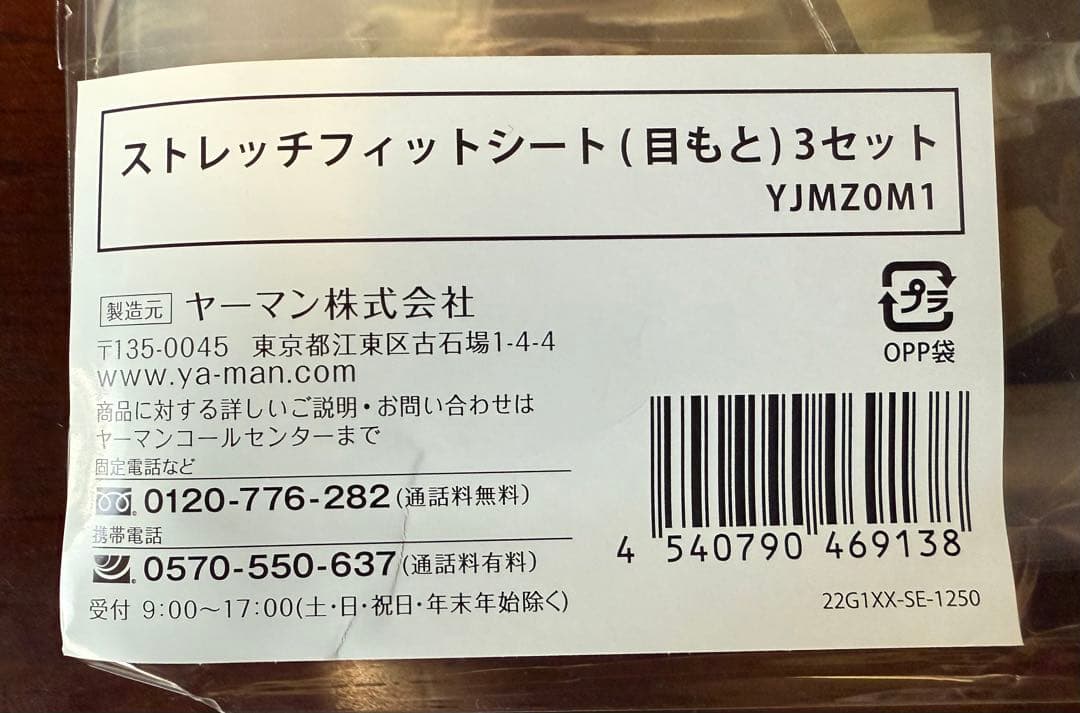 ストレッチフィットシート(目もと)3セット
YJMZ0M1
製造元 ヤーマン株式会社
〒135-0045 東京都江東区古石場1-4-4
www.ya-man.com
商品に対する詳しいご説明・お問い合わせは
ヤーマンコールセンターまで
固定電話など
0120-776-282(通話料無料)
携帯電話
0570-550-637(通話料有料)
受付 9:00〜17:00(土・日・祝日・年末年始除く)
プラ
OPP袋
4 540790 469138
22G1XX-SE-1250